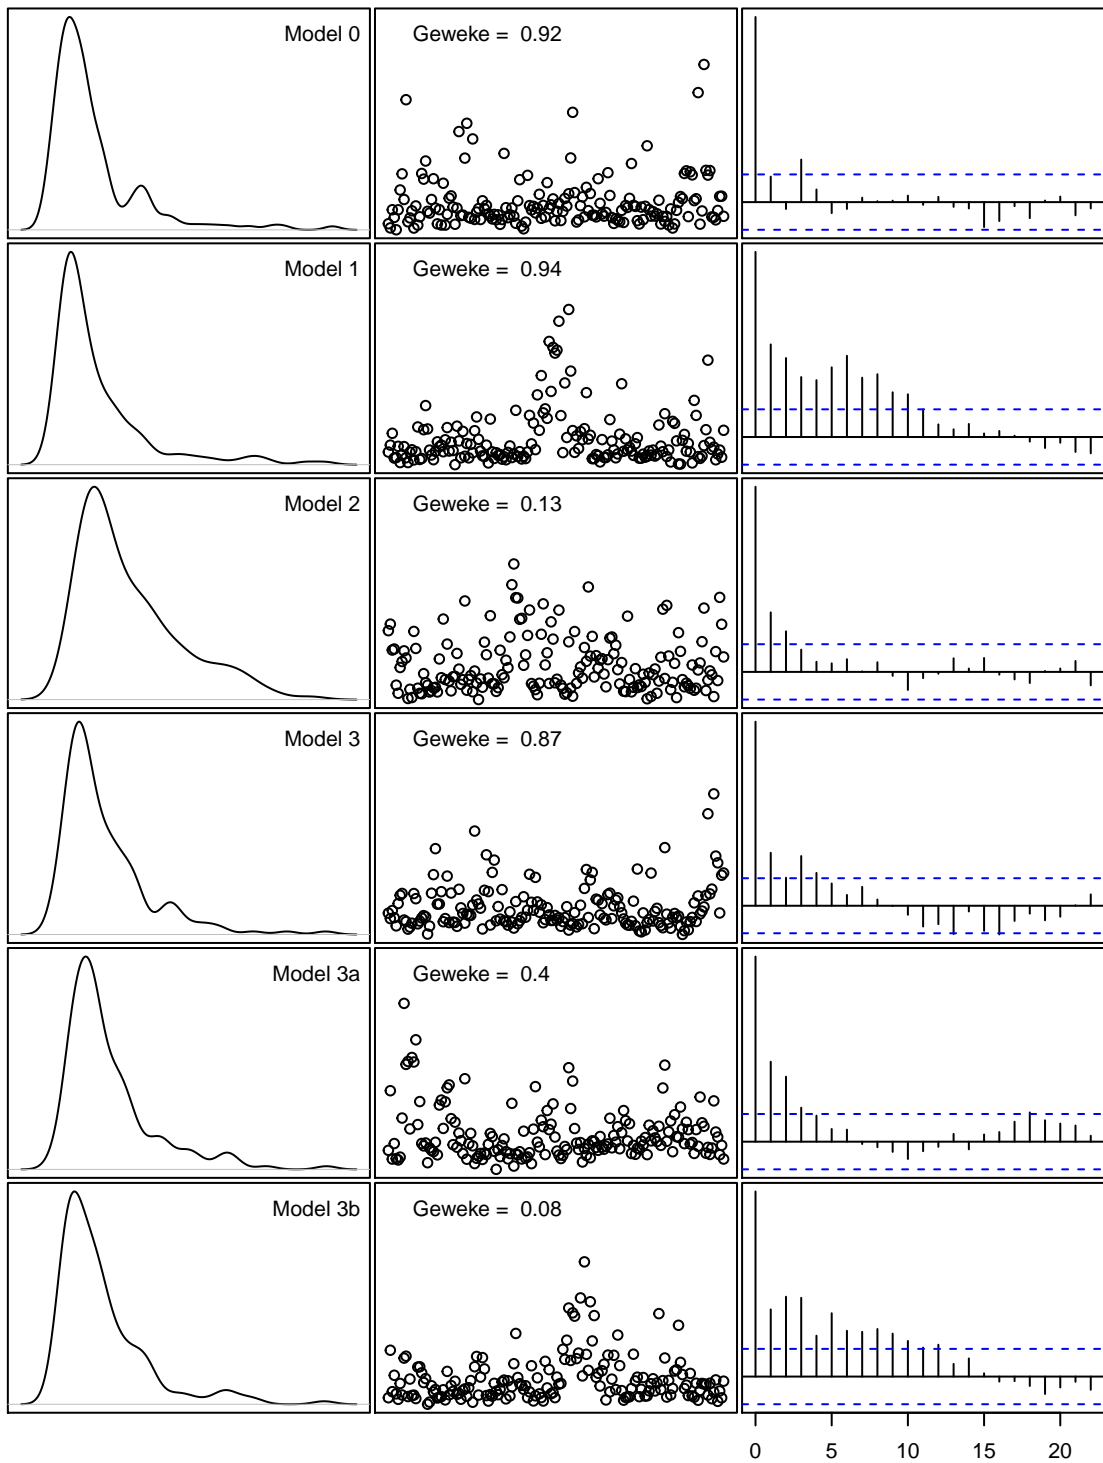 Model 0
Geweke = 0.92
Model 1
Geweke = 0.94
Model 2
Geweke = 0.13
Model 3
Geweke = 0.87
Model 3a
Geweke = 0.4
Model 3b
Geweke = 0.08
0 5 10 15 20